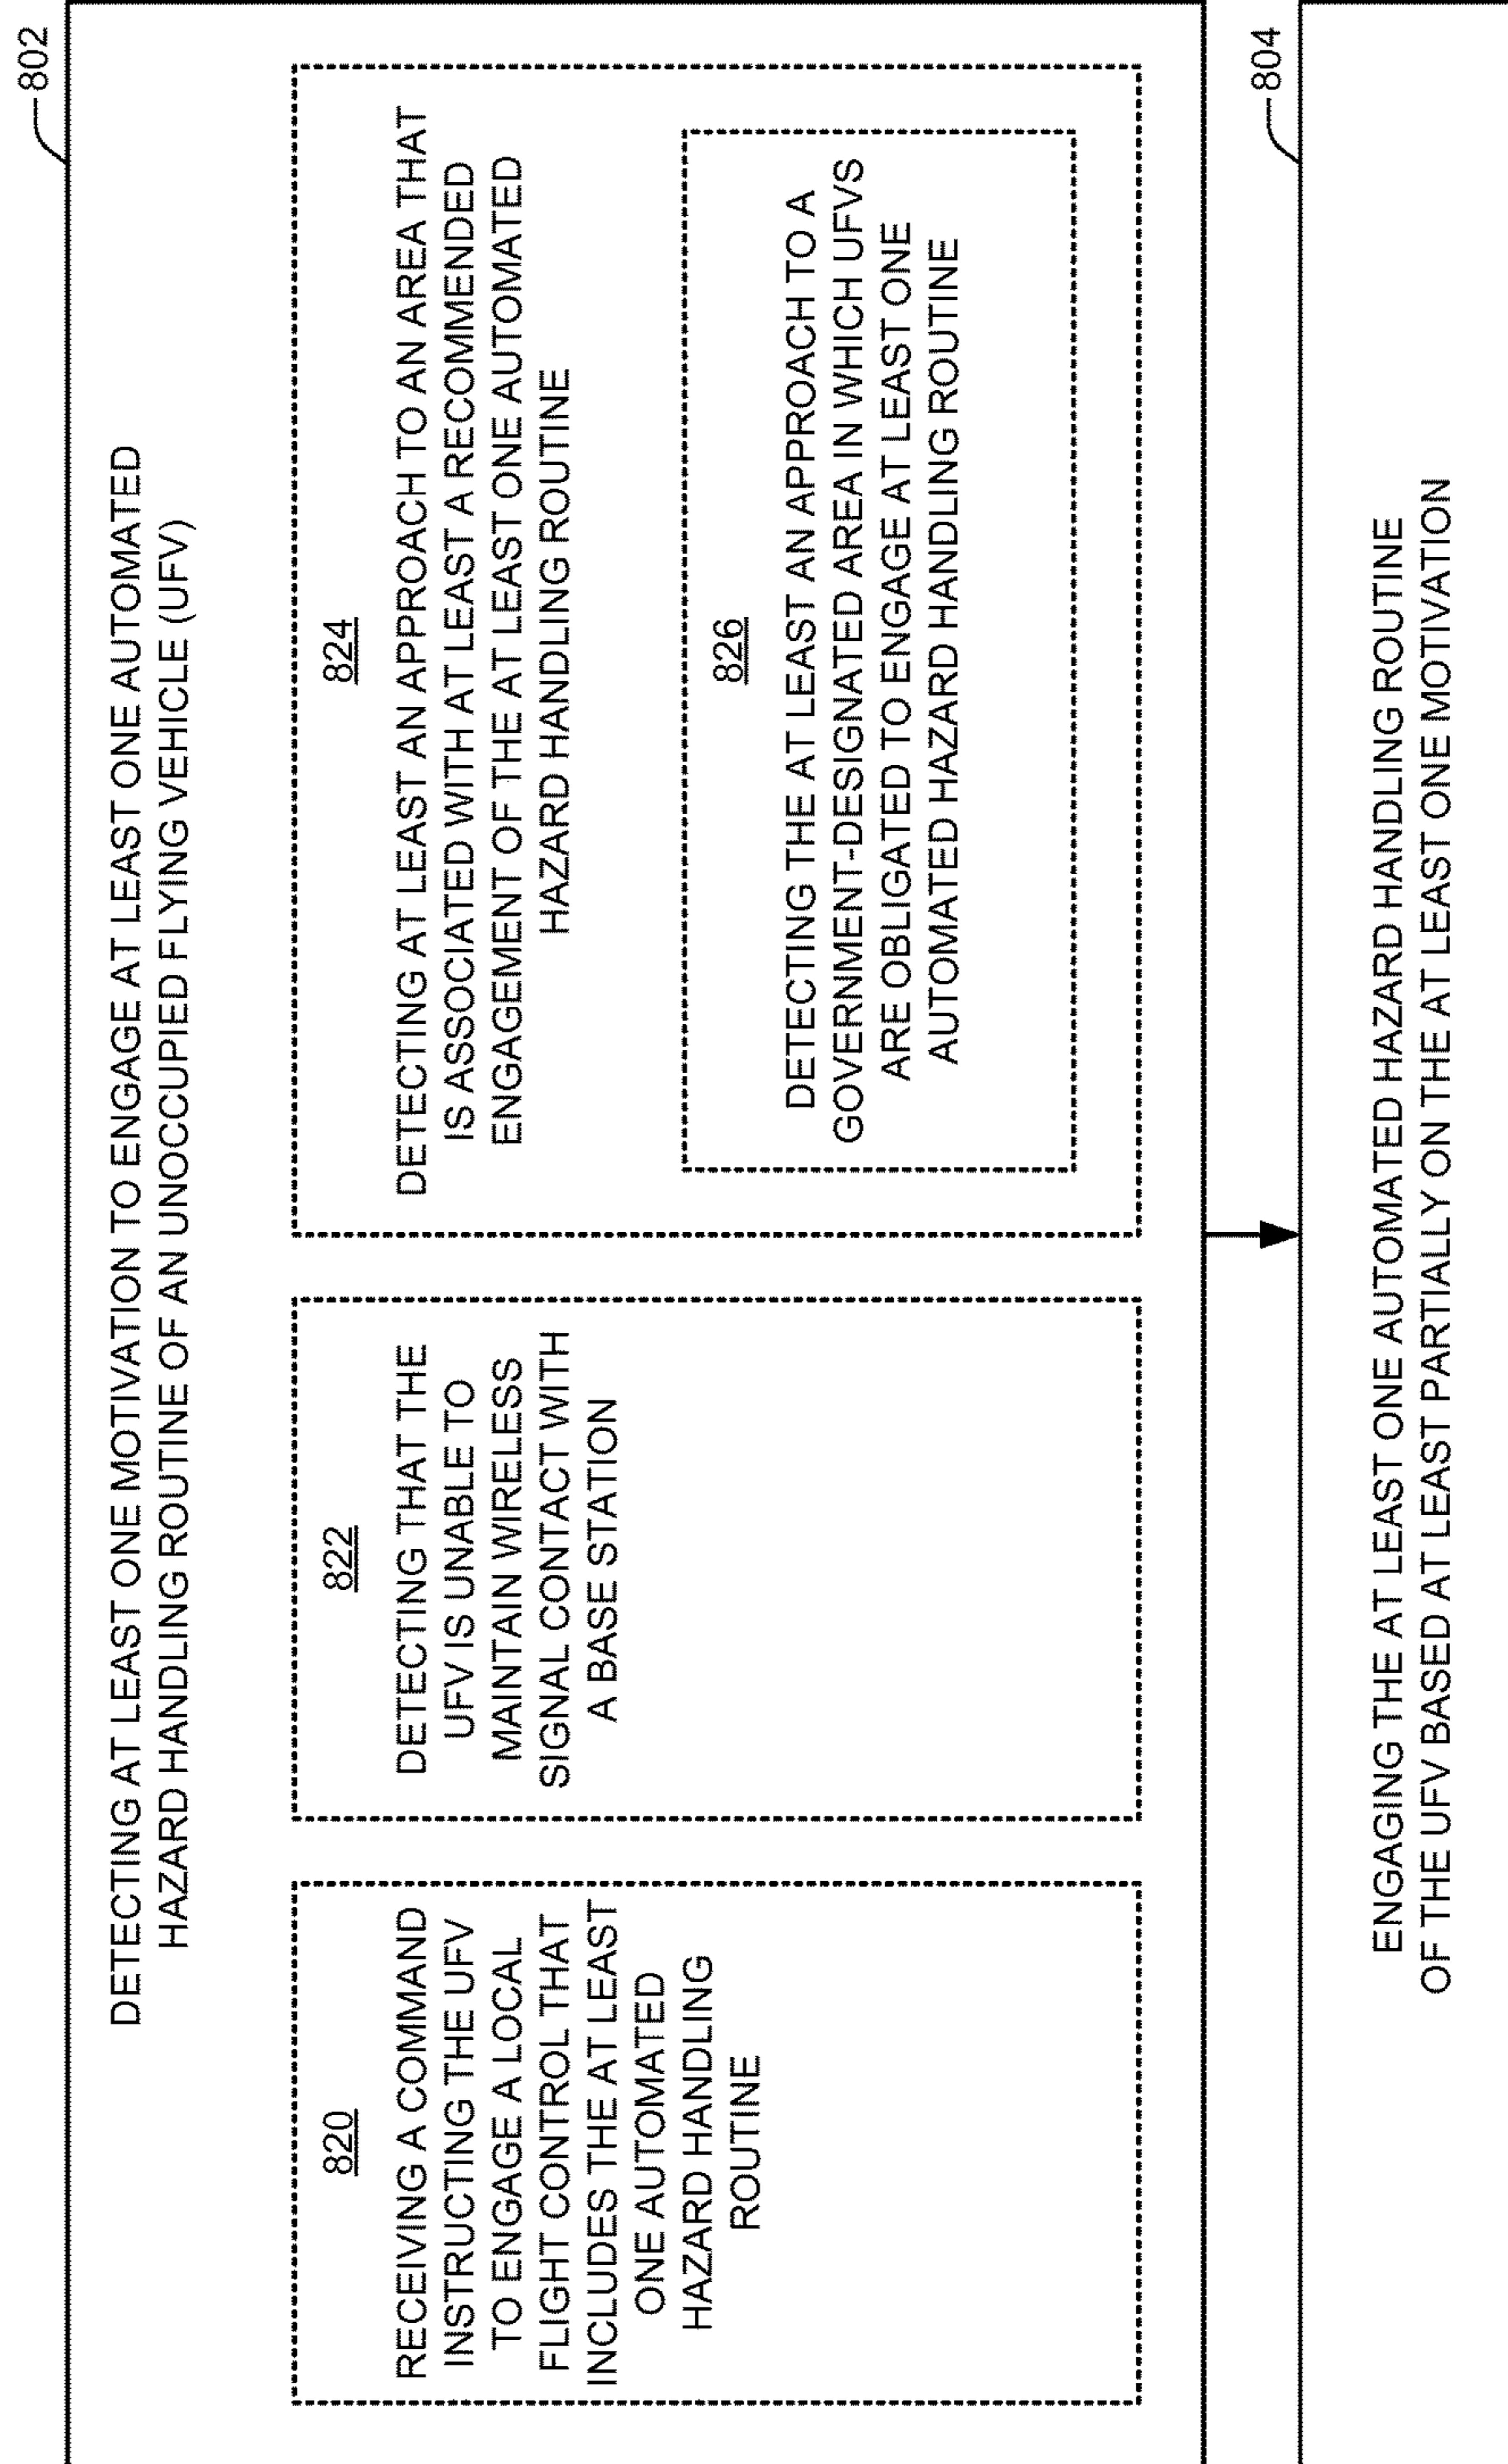 802
DETECTING AT LEAST ONE MOTIVATION TO ENGAGE AT LEAST ONE AUTOMATED
HAZARD HANDLING ROUTINE OF AN UNOCCUPIED FLYING VEHICLE (UFV)
820
RECEIVING A COMMAND
INSTRUCTING THE UFV
TO ENGAGE A LOCAL
FLIGHT CONTROL THAT
INCLUDES THE AT LEAST
ONE AUTOMATED
HAZARD HANDLING
ROUTINE
822
DETECTING THAT THE
UFV IS UNABLE TO
MAINTAIN WIRELESS
SIGNAL CONTACT WITH
A BASE STATION
824
DETECTING AT LEAST AN APPROACH TO AN AREA THAT
IS ASSOCIATED WITH AT LEAST A RECOMMENDED
ENGAGEMENT OF THE AT LEAST ONE AUTOMATED
HAZARD HANDLING ROUTINE
826
DETECTING THE AT LEAST AN APPROACH TO A
GOVERNMENT-DESIGNATED AREA IN WHICH UFVS
ARE OBLIGATED TO ENGAGE AT LEAST ONE
AUTOMATED HAZARD HANDLING ROUTINE
804
ENGAGING THE AT LEAST ONE AUTOMATED HAZARD HANDLING ROUTINE
OF THE UFV BASED AT LEAST PARTIALLY ON THE AT LEAST ONE MOTIVATION